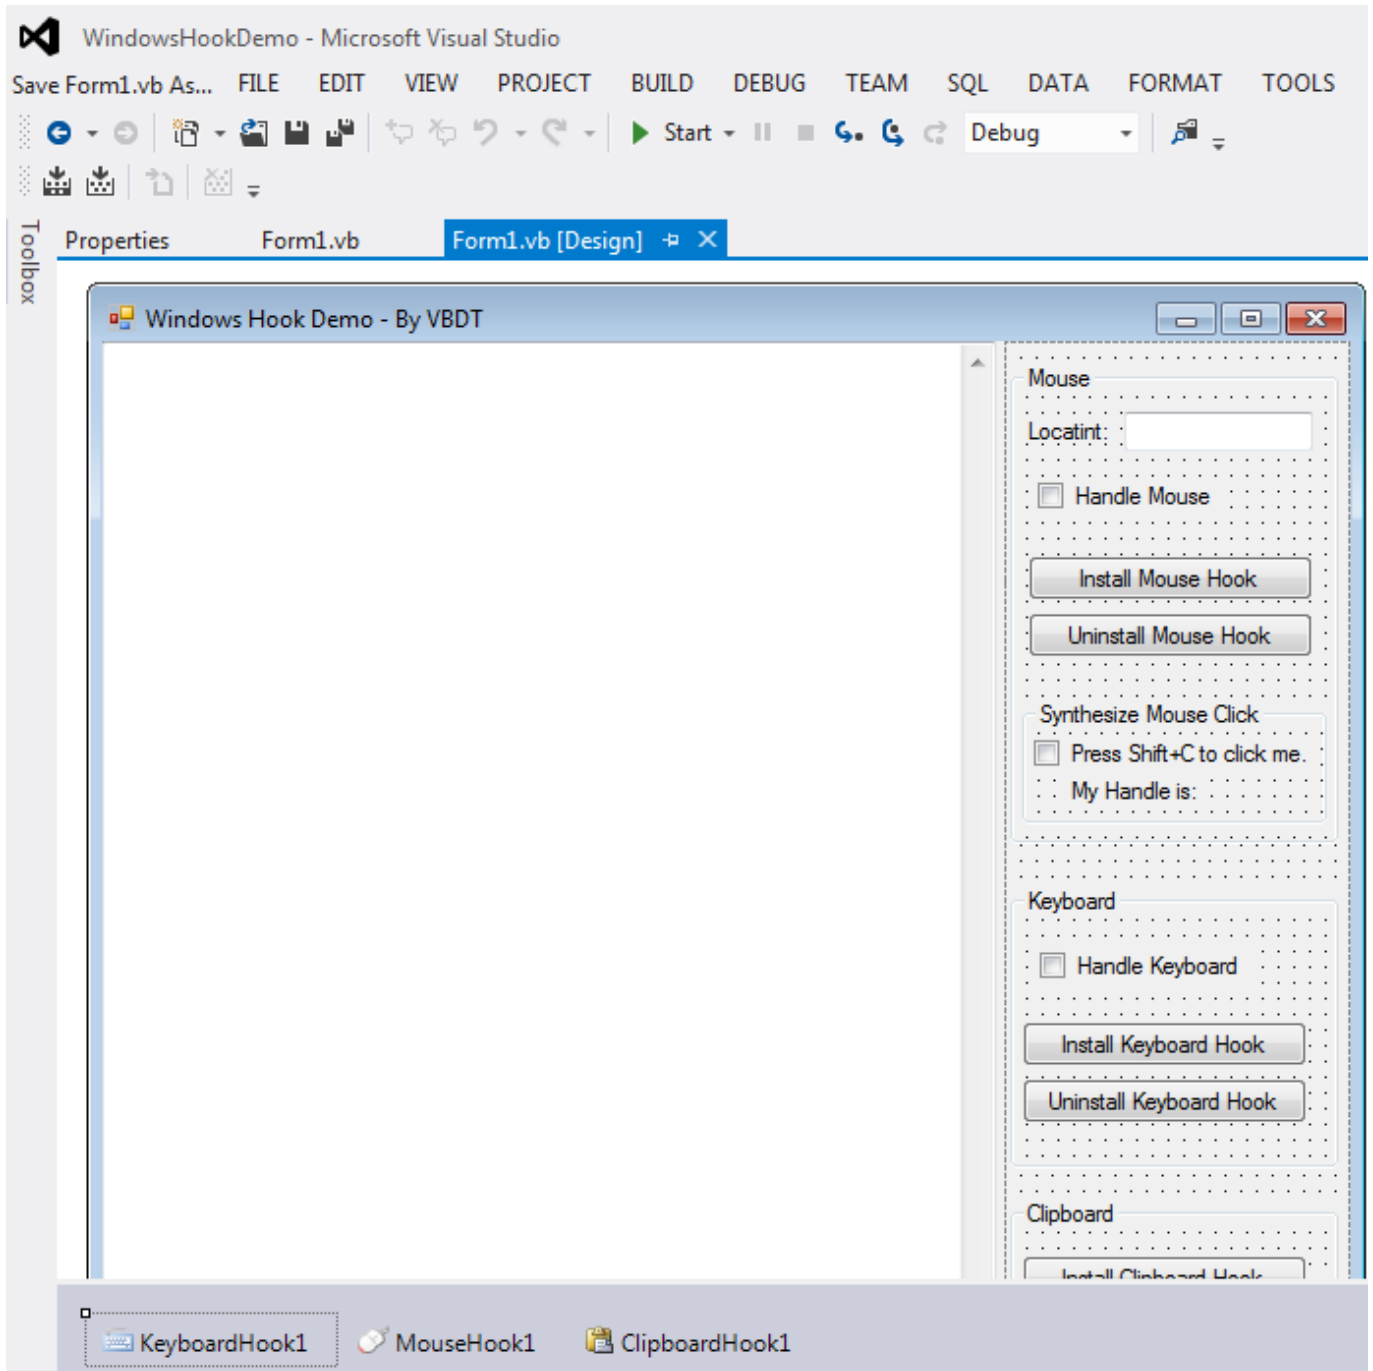 WindowsHookDemo - Microsoft Visual Studio
Save Form1.vb As... FILE EDIT VIEW PROJECT BUILD DEBUG TEAM SQL DATA FORMAT TOOLS
Start Debug
Toolbox
Properties Form1.vb Form1.vb [Design]
Windows Hook Demo - By VBDT
Mouse
Locatint:
Handle Mouse
Install Mouse Hook
Uninstall Mouse Hook
Synthesize Mouse Click
Press Shift+C to click me.
My Handle is:
Keyboard
Handle Keyboard
Install Keyboard Hook
Uninstall Keyboard Hook
Clipboard
Install Clipboard Hook
KeyboardHook1 MouseHook1 ClipboardHook1